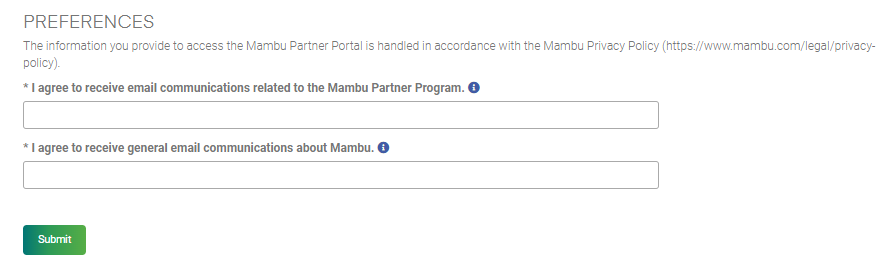 PREFERENCES
The information you provide to access the Mambu Partner Portal is handled in accordance with the Mambu Privacy Policy (https://www.mambu.com/legal/privacy-
policy).
* I agree to receive email communications related to the Mambu Partner Program. i
* I agree to receive general email communications about Mambu. i
Submit